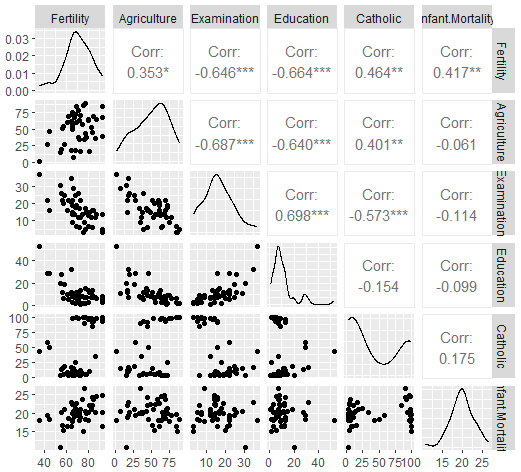 Fertility Agriculture Examination Education Catholic nfant.Mortality
0.03
0.02
0.01
0.00
Corr:
0.353*
Corr:
-0.646***
Corr:
-0.664***
Corr:
0.464**
Corr:
0.417**
Fertility
75
50
25
0
Corr:
-0.687***
Corr:
-0.640***
Corr:
0.401**
Corr:
-0.061
Agriculture
30
20
10
Corr:
0.698***
Corr:
-0.573***
Corr:
-0.114
Examination
40
20
0
Corr:
-0.154
Corr:
-0.099
Education
100
75
50
25
0
Corr:
0.175
Catholic
25
20
15
nfant.Mortalit
40 60 80 0 25 50 75 10 20 30 0 20 40 0 25 50 75 100 15 20 25